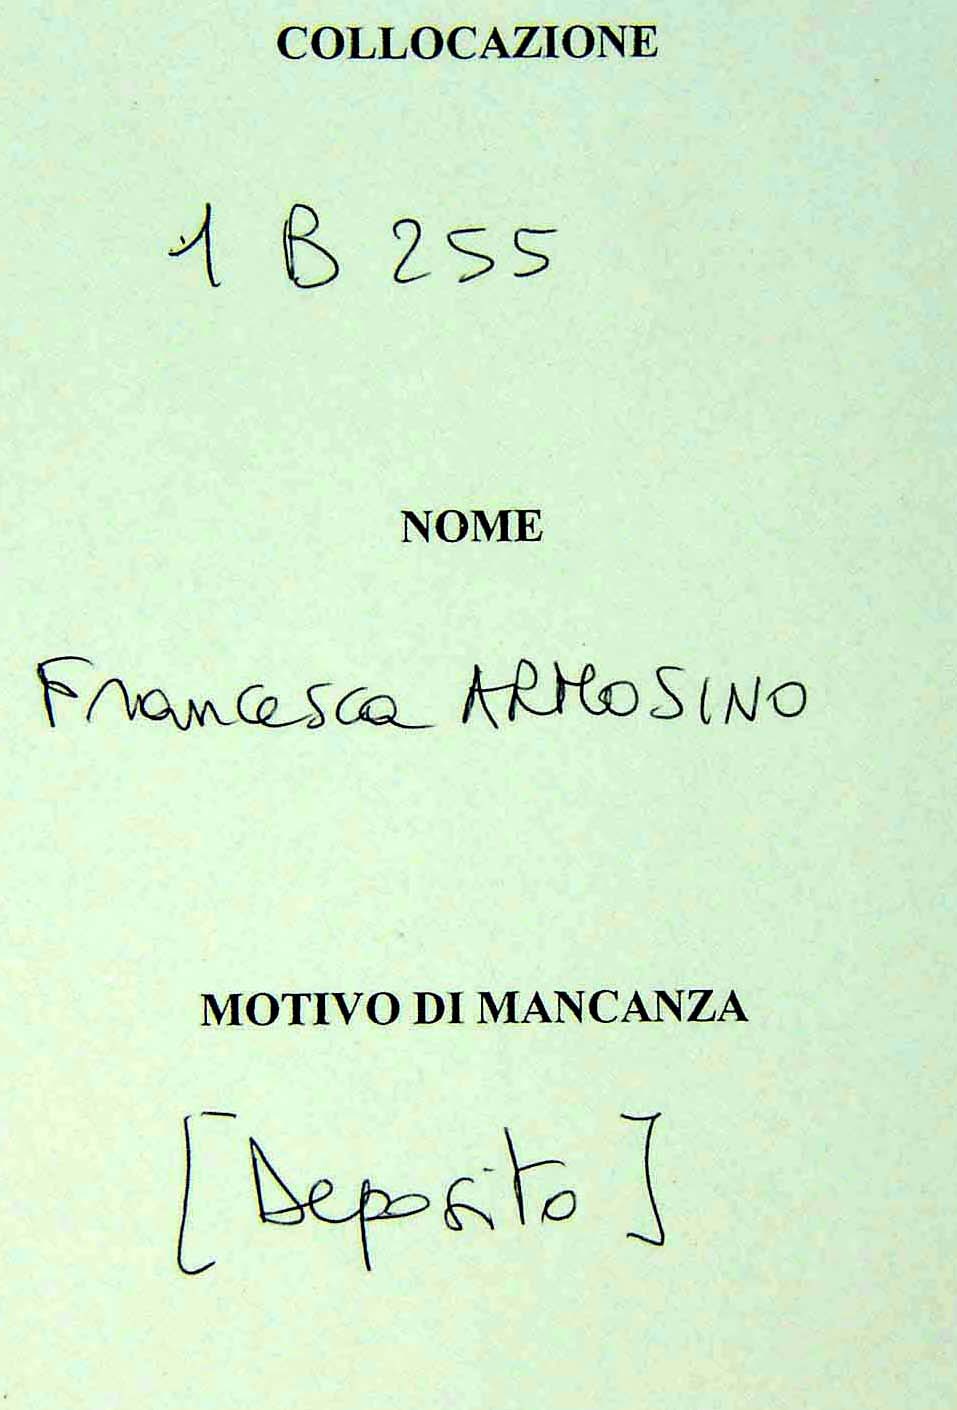 COLLOCAZIONE
1 B 255
NOME
Francesca ARMOSINO
MOTIVO DI MANCANZA
[Deposito]